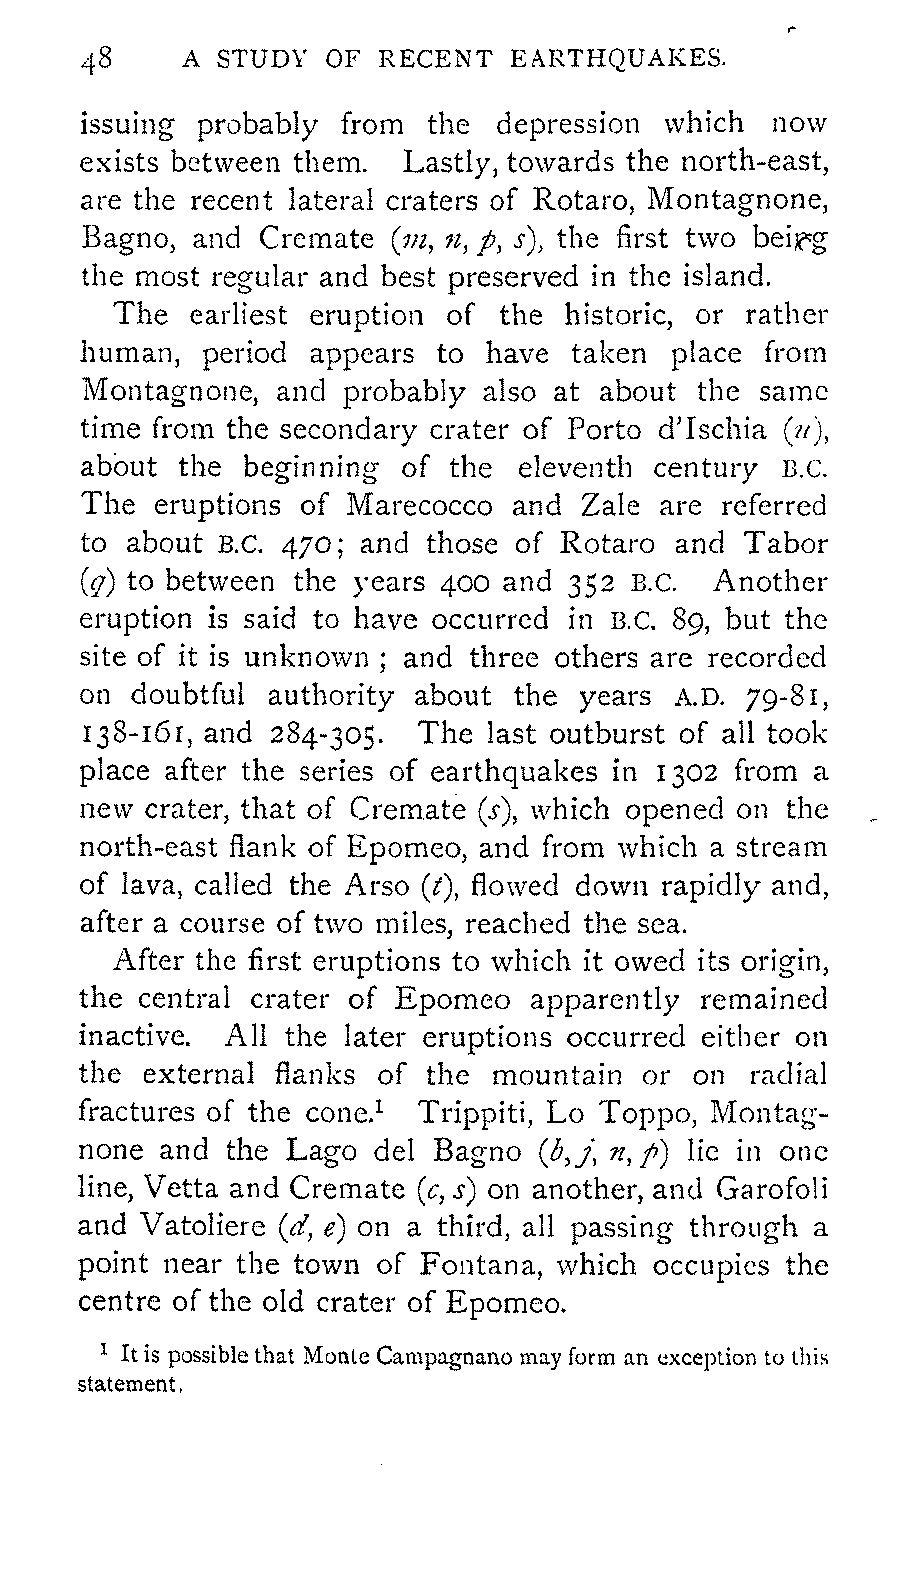 48 A STUDY OF RECENT EARTHQUAKES.
issuing probably from the depression which now
exists between them. Lastly, towards the north-east,
are the recent lateral craters of Rotaro, Montagnone,
Bagno, and Cremate (m, n, p, s), the first two being
the most regular and best preserved in the island.
The earliest eruption of the historic, or rather
human, period appears to have taken place from
Montagnone, and probably also at about the same
time from the secondary crater of Porto d'Ischia (u),
about the beginning of the eleventh century B.C.
The eruptions of Marecocco and Zale are referred
to about B.C. 470; and those of Rotaro and Tabor
(q) to between the years 400 and 352 B.C. Another
eruption is said to have occurred in B.C. 89, but the
site of it is unknown ; and three others are recorded
on doubtful authority about the years A.D. 79-81,
138-161, and 284-305. The last outburst of all took
place after the series of earthquakes in 1302 from a
new crater, that of Cremate (s), which opened on the
north-east flank of Epomeo, and from which a stream
of lava, called the Arso (t), flowed down rapidly and,
after a course of two miles, reached the sea.
After the first eruptions to which it owed its origin,
the central crater of Epomeo apparently remained
inactive. All the later eruptions occurred either on
the external flanks of the mountain or on radial
fractures of the cone.¹ Trippiti, Lo Toppo, Montag-
none and the Lago del Bagno (b, j, n, p) lie in one
line, Vetta and Cremate (c, s) on another, and Garofoli
and Vatoliere (d, e) on a third, all passing through a
point near the town of Fontana, which occupies the
centre of the old crater of Epomeo.
¹ It is possible that Monte Campagnano may form an exception to this
statement.